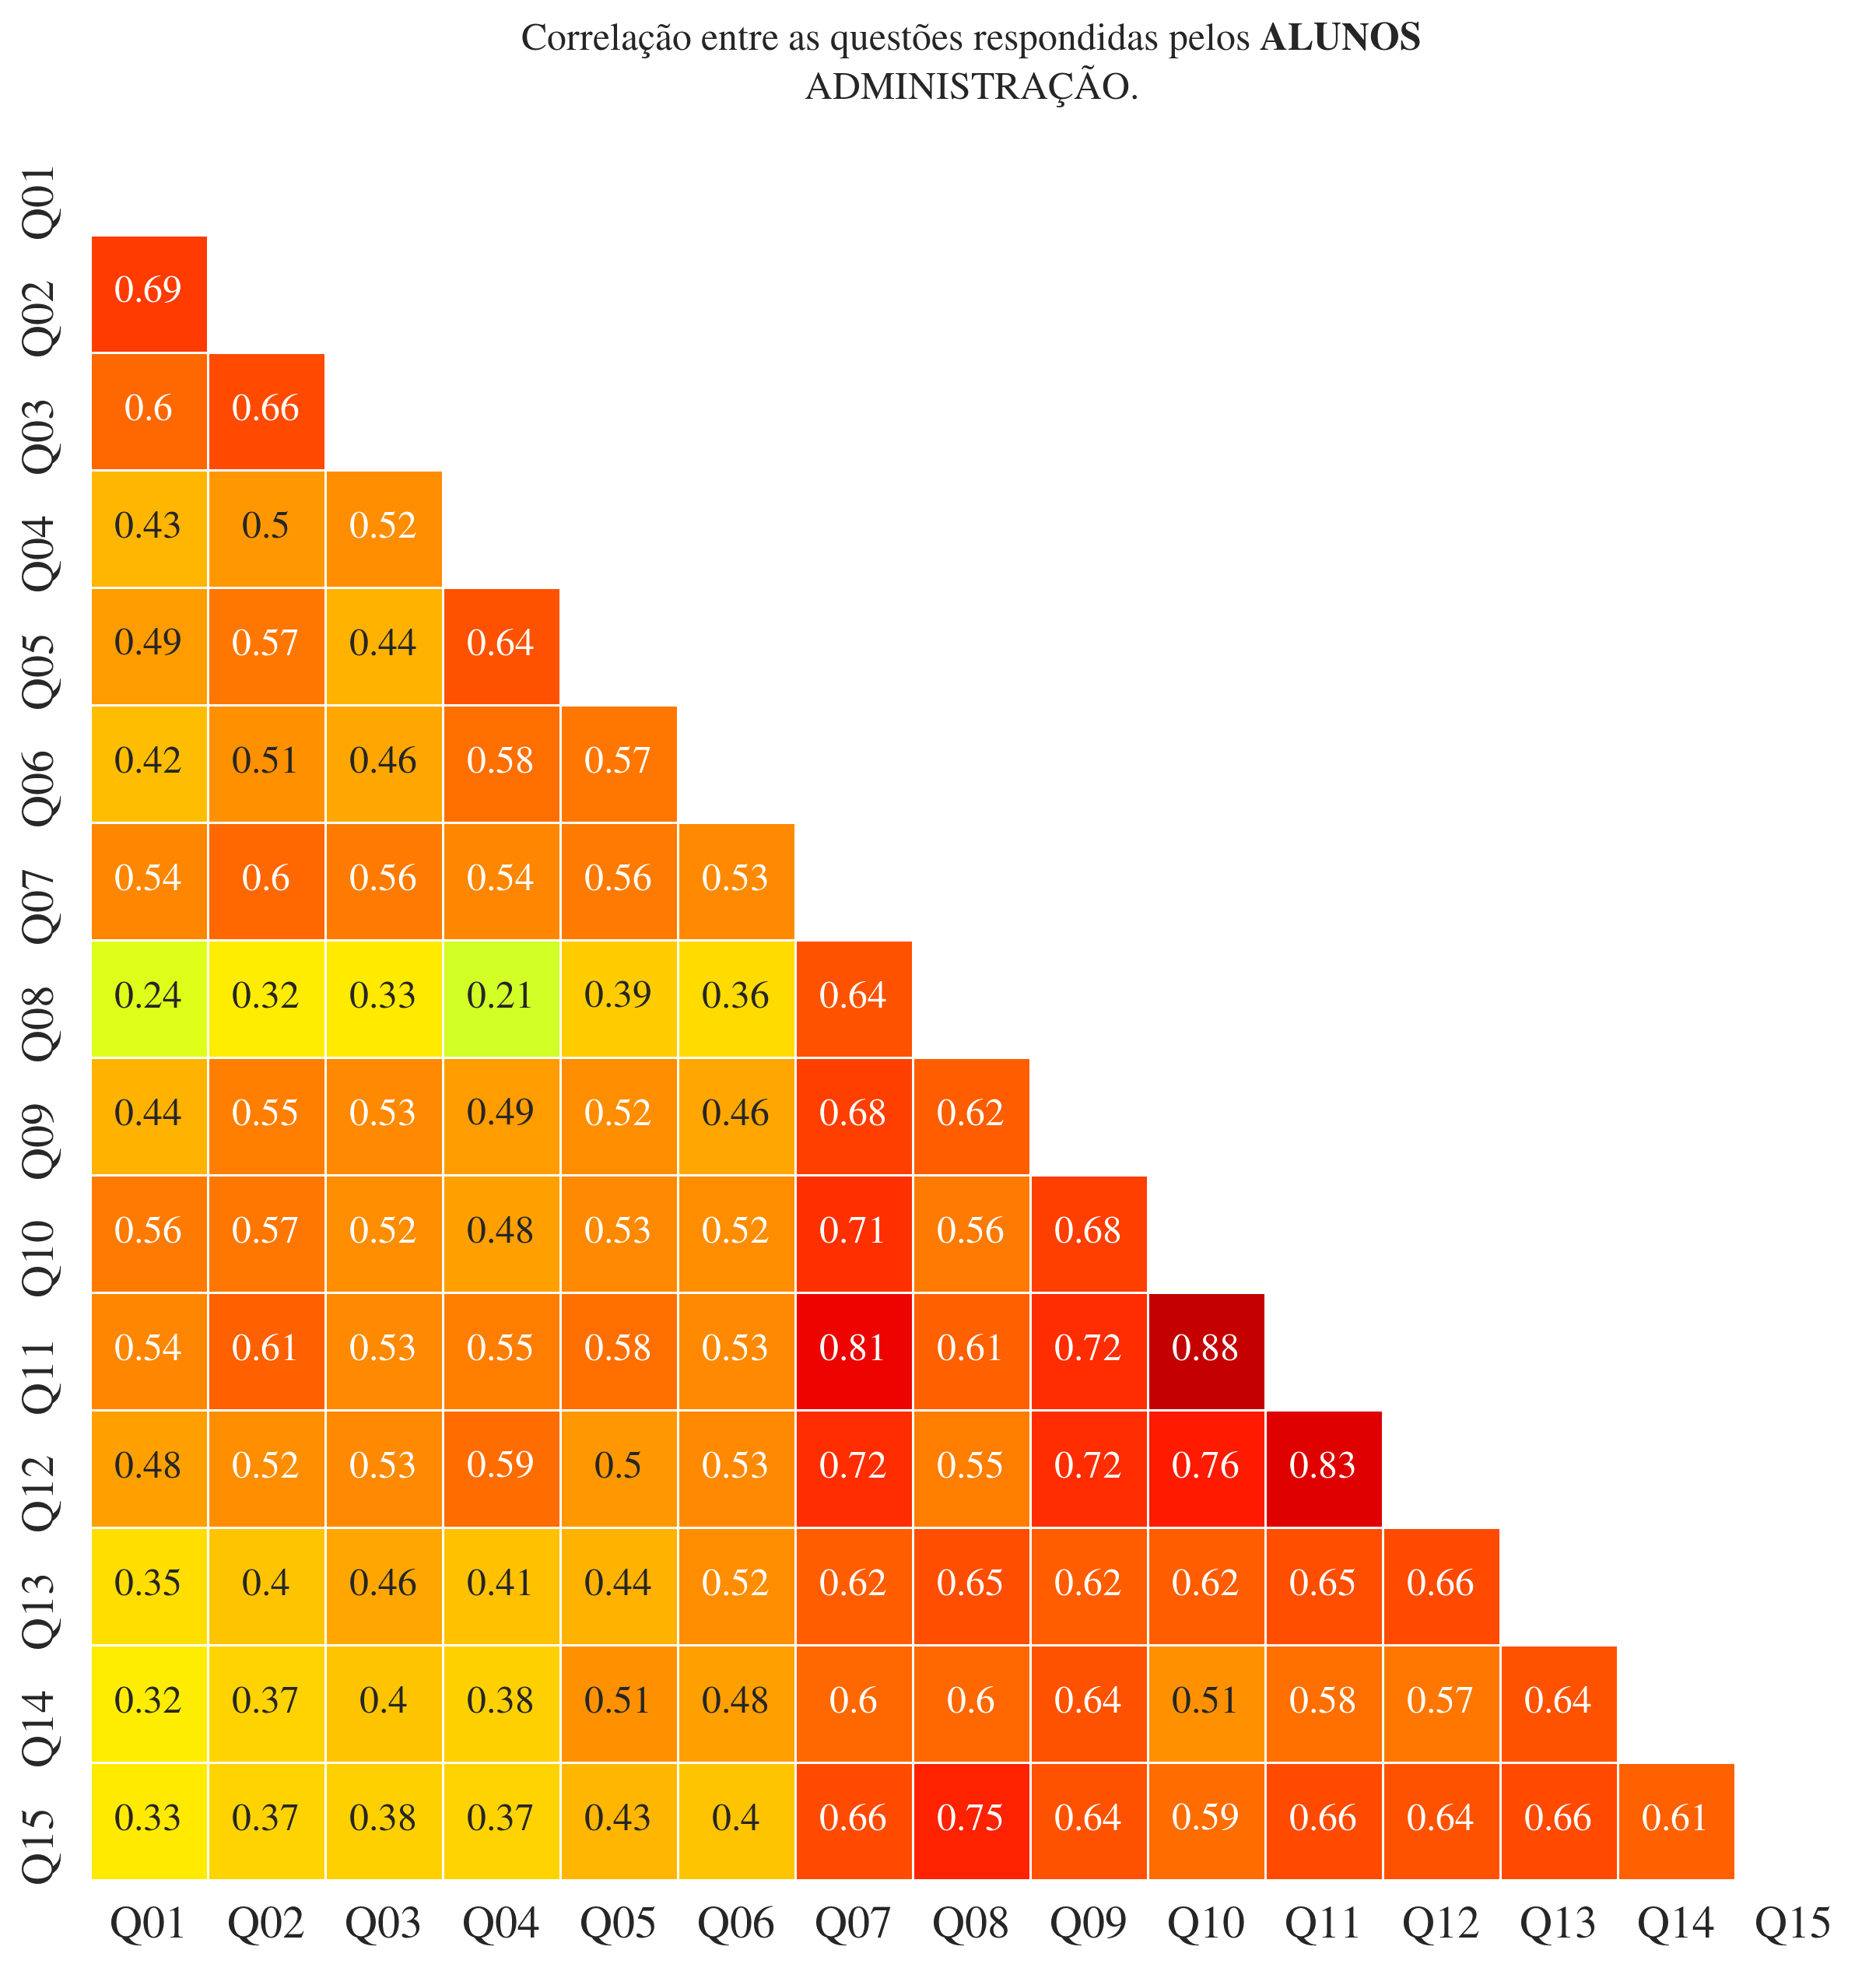 Correlação entre as questões respondidas pelos ALUNOS
ADMINISTRAÇÃO.
Q01
Q02 0.69
Q03 0.6 0.66
Q04 0.43 0.5 0.52
Q05 0.49 0.57 0.44 0.64
Q06 0.42 0.51 0.46 0.58 0.57
Q07 0.54 0.6 0.56 0.54 0.56 0.53
Q08 0.24 0.32 0.33 0.21 0.39 0.36 0.64
Q09 0.44 0.55 0.53 0.49 0.52 0.46 0.68 0.62
Q10 0.56 0.57 0.52 0.48 0.53 0.52 0.71 0.56 0.68
Q11 0.54 0.61 0.53 0.55 0.58 0.53 0.81 0.61 0.72 0.88
Q12 0.48 0.52 0.53 0.59 0.5 0.53 0.72 0.55 0.72 0.76 0.83
Q13 0.35 0.4 0.46 0.41 0.44 0.52 0.62 0.65 0.62 0.62 0.65 0.66
Q14 0.32 0.37 0.4 0.38 0.51 0.48 0.6 0.6 0.64 0.51 0.58 0.57 0.64
Q15 0.33 0.37 0.38 0.37 0.43 0.4 0.66 0.75 0.64 0.59 0.66 0.64 0.66 0.61
Q01 Q02 Q03 Q04 Q05 Q06 Q07 Q08 Q09 Q10 Q11 Q12 Q13 Q14 Q15